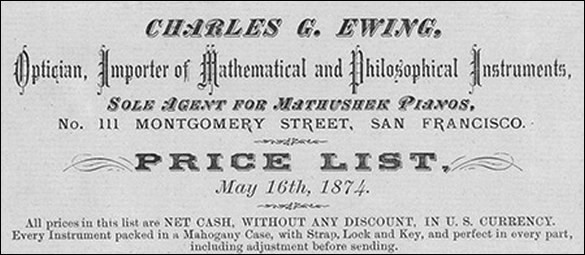 CHARLES G. EWING,
Optician, Importer of Mathematical and Philosophical Instruments,
SOLE AGENT FOR MATHUSHEK PIANOS,
No. 111 MONTGOMERY STREET, SAN FRANCISCO.
PRICE LIST,
May 16th, 1874.
All prices in this list are NET CASH, WITHOUT ANY DISCOUNT, IN U. S. CURRENCY.
Every Instrument packed in a Mahogany Case, with Strap, Lock and Key, and perfect in every part,
including adjustment before sending.